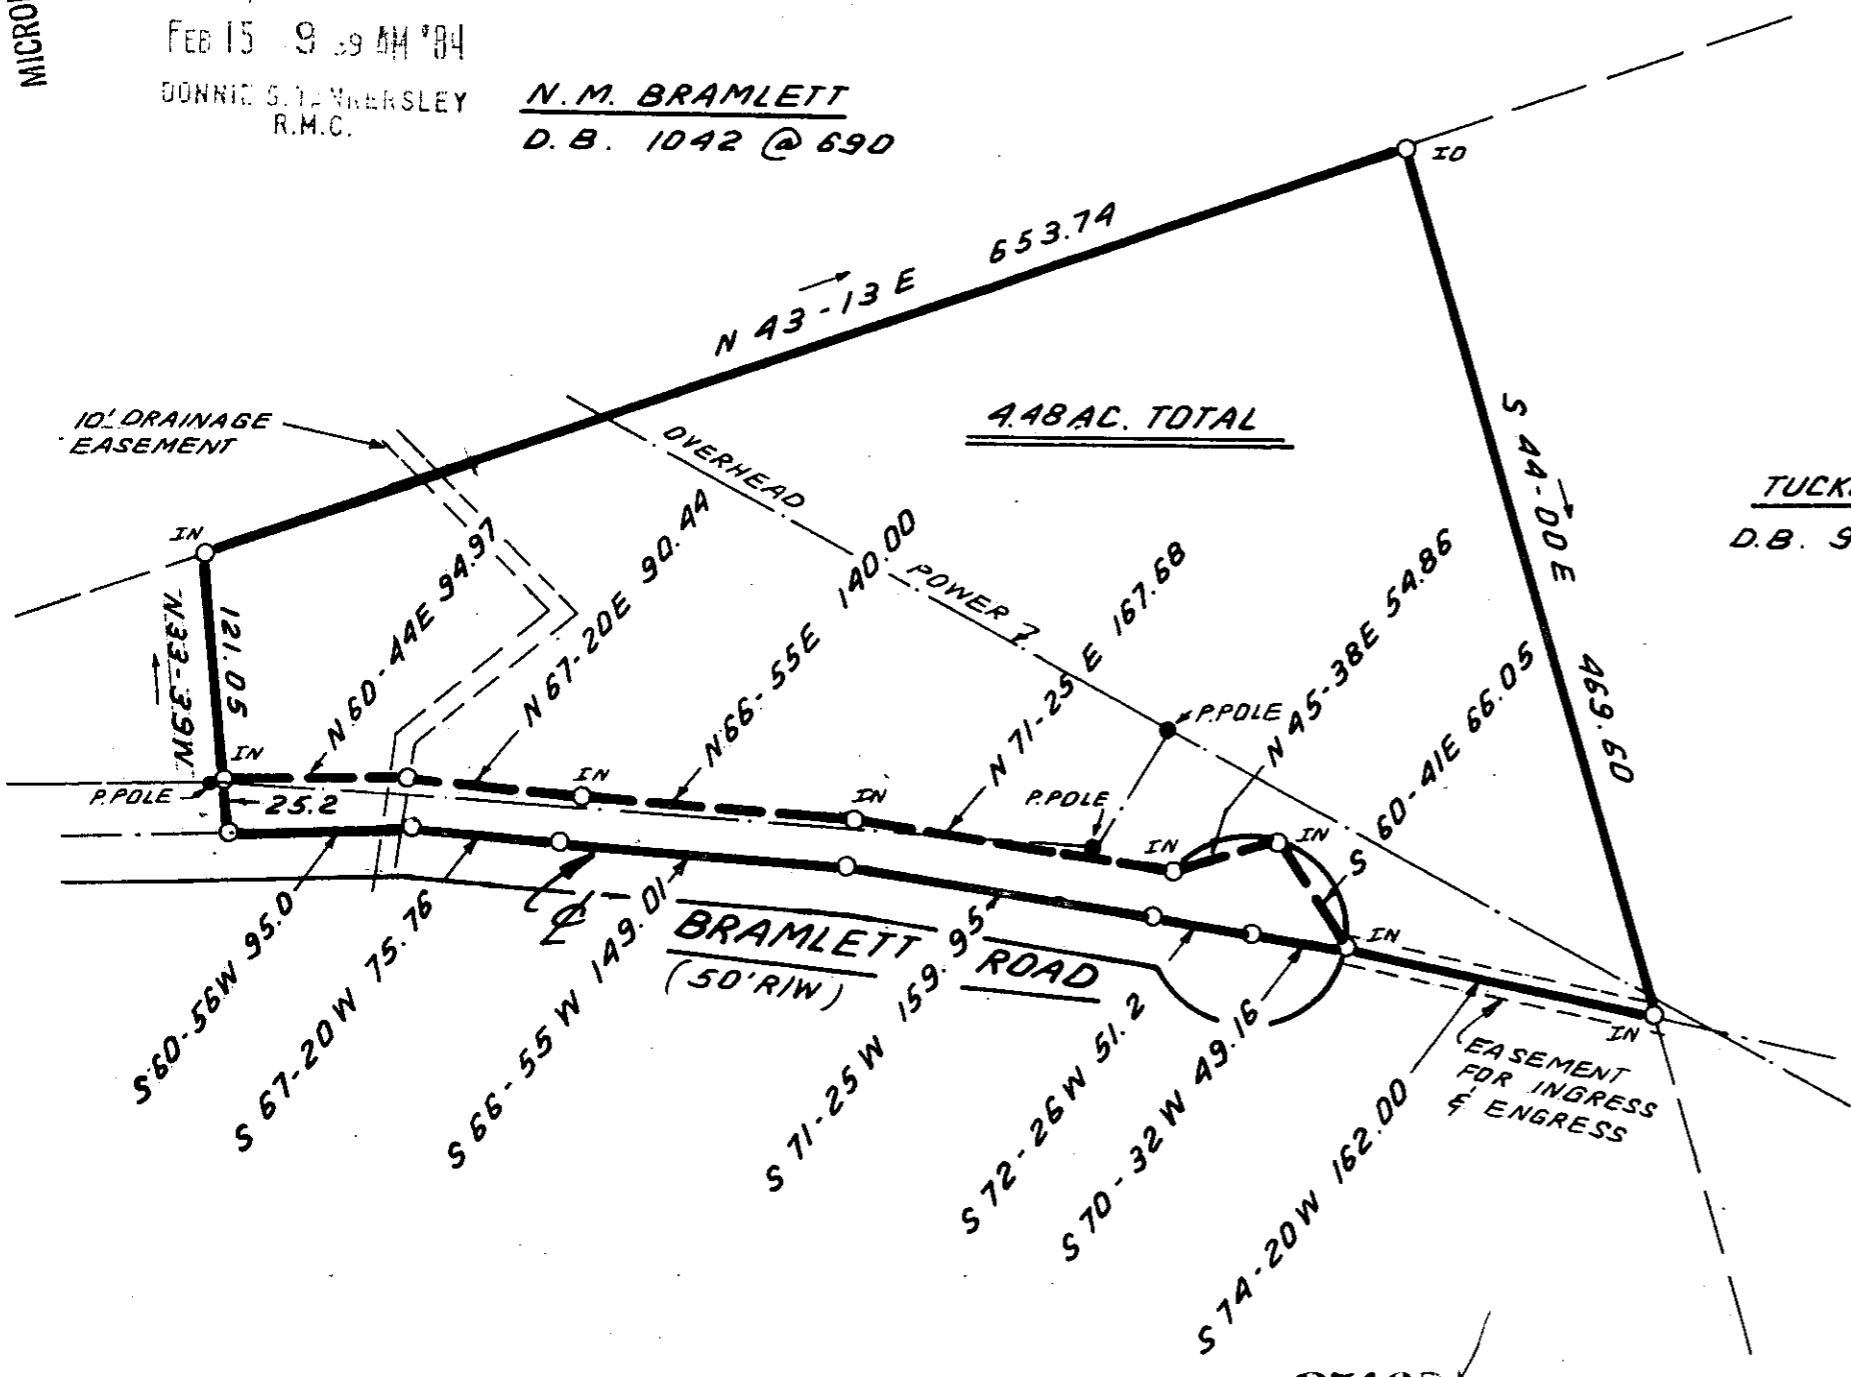 FEB 15 9 39 AM '84
R.M.C.
N.M. BRAMLETT
D.B. 1042 @ 690
IO
N 43-13 E 653.74
10' DRAINAGE
EASEMENT
OVERHEAD
POWER
4.48 AC. TOTAL
S 44-00 E 469.60
D.B. 9
IN
N33-39W
121.05
N.60-44E 94.97
N 67-20E 90.44
N66-55E 140.00
N 71-25 E 167.68
N 45-38E 54.86
S 60-41E 66.05
P.POLE
P.POLE
P.POLE
IN
IN
IN
IN
IN
IN
IN
25.2
BRAMLETT ROAD
(50' R/W)
S 60-56W 95.0
S 67-20 W 75.76
S 66-55 W 149.01
S 71-25 W 159.95
S 72-26 W 51.2
S 70-32 W 49.16
S 74-20 W 162.00
EASEMENT
FOR INGRESS
& ENGRESS